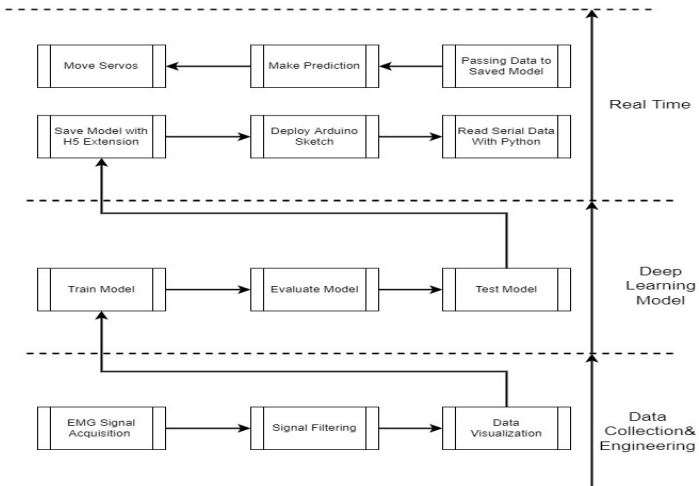 Move Servos
Make Prediction
Passing Data to
Saved Model
Real Time
Save Model with
H5 Extension
Deploy Arduino
Sketch
Read Serial Data
With Python
Train Model
Evaluate Model
Test Model
Deep
Learning
Model
EMG Signal
Acquisition
Signal Filtering
Data
Visualization
Data
Collection&
Engineering